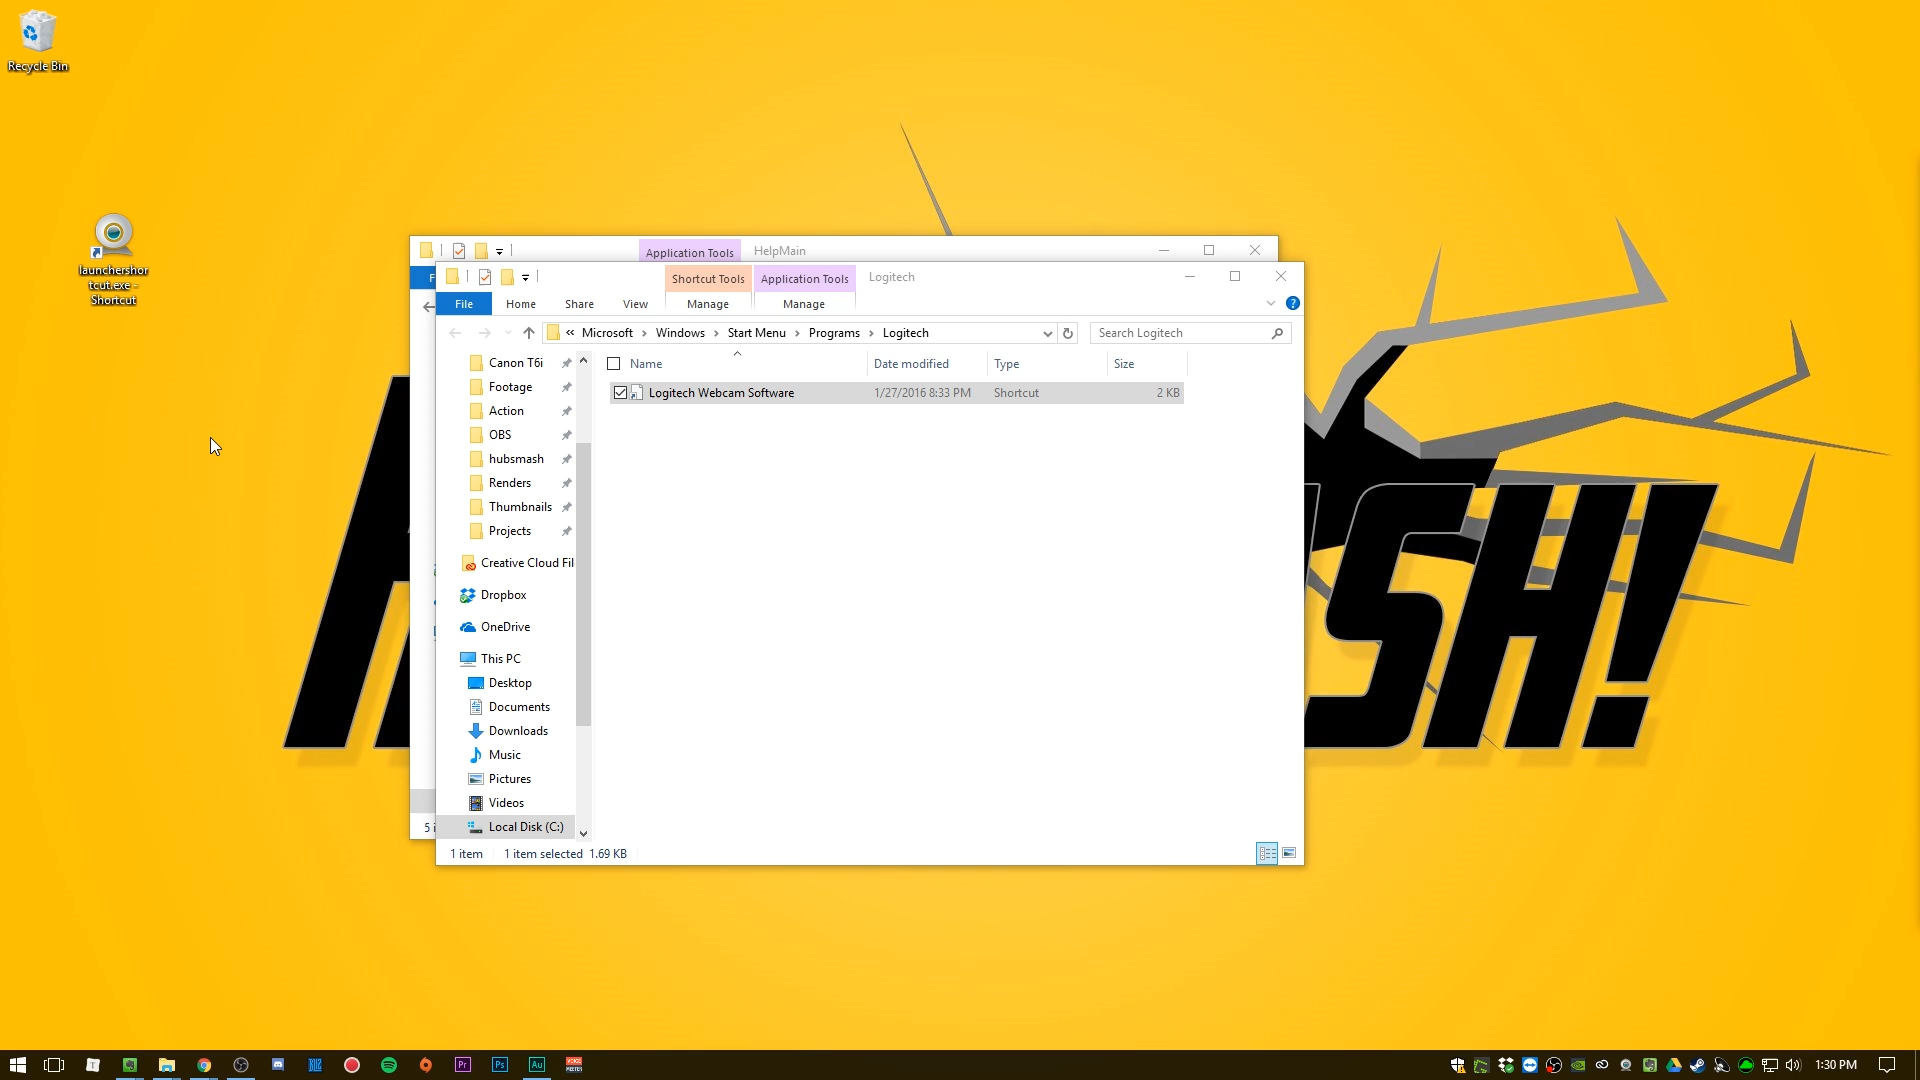 Recycle Bin
launchershor
tcut.exe -
Shortcut
Application Tools HelpMain
Shortcut Tools Application Tools Logitech
File Home Share View Manage Manage
« Microsoft > Windows > Start Menu > Programs > Logitech
Search Logitech
Name Date modified Type Size
Logitech Webcam Software 1/27/2016 8:33 PM Shortcut 2 KB
Canon T6i
Footage
Action
OBS
hubsmash
Renders
Thumbnails
Projects
Creative Cloud Fil
Dropbox
OneDrive
This PC
Desktop
Documents
Downloads
Music
Pictures
Videos
Local Disk (C:)
5 i
1 item 1 item selected 1.69 KB
SH!
Pr Ps Au
1:30 PM